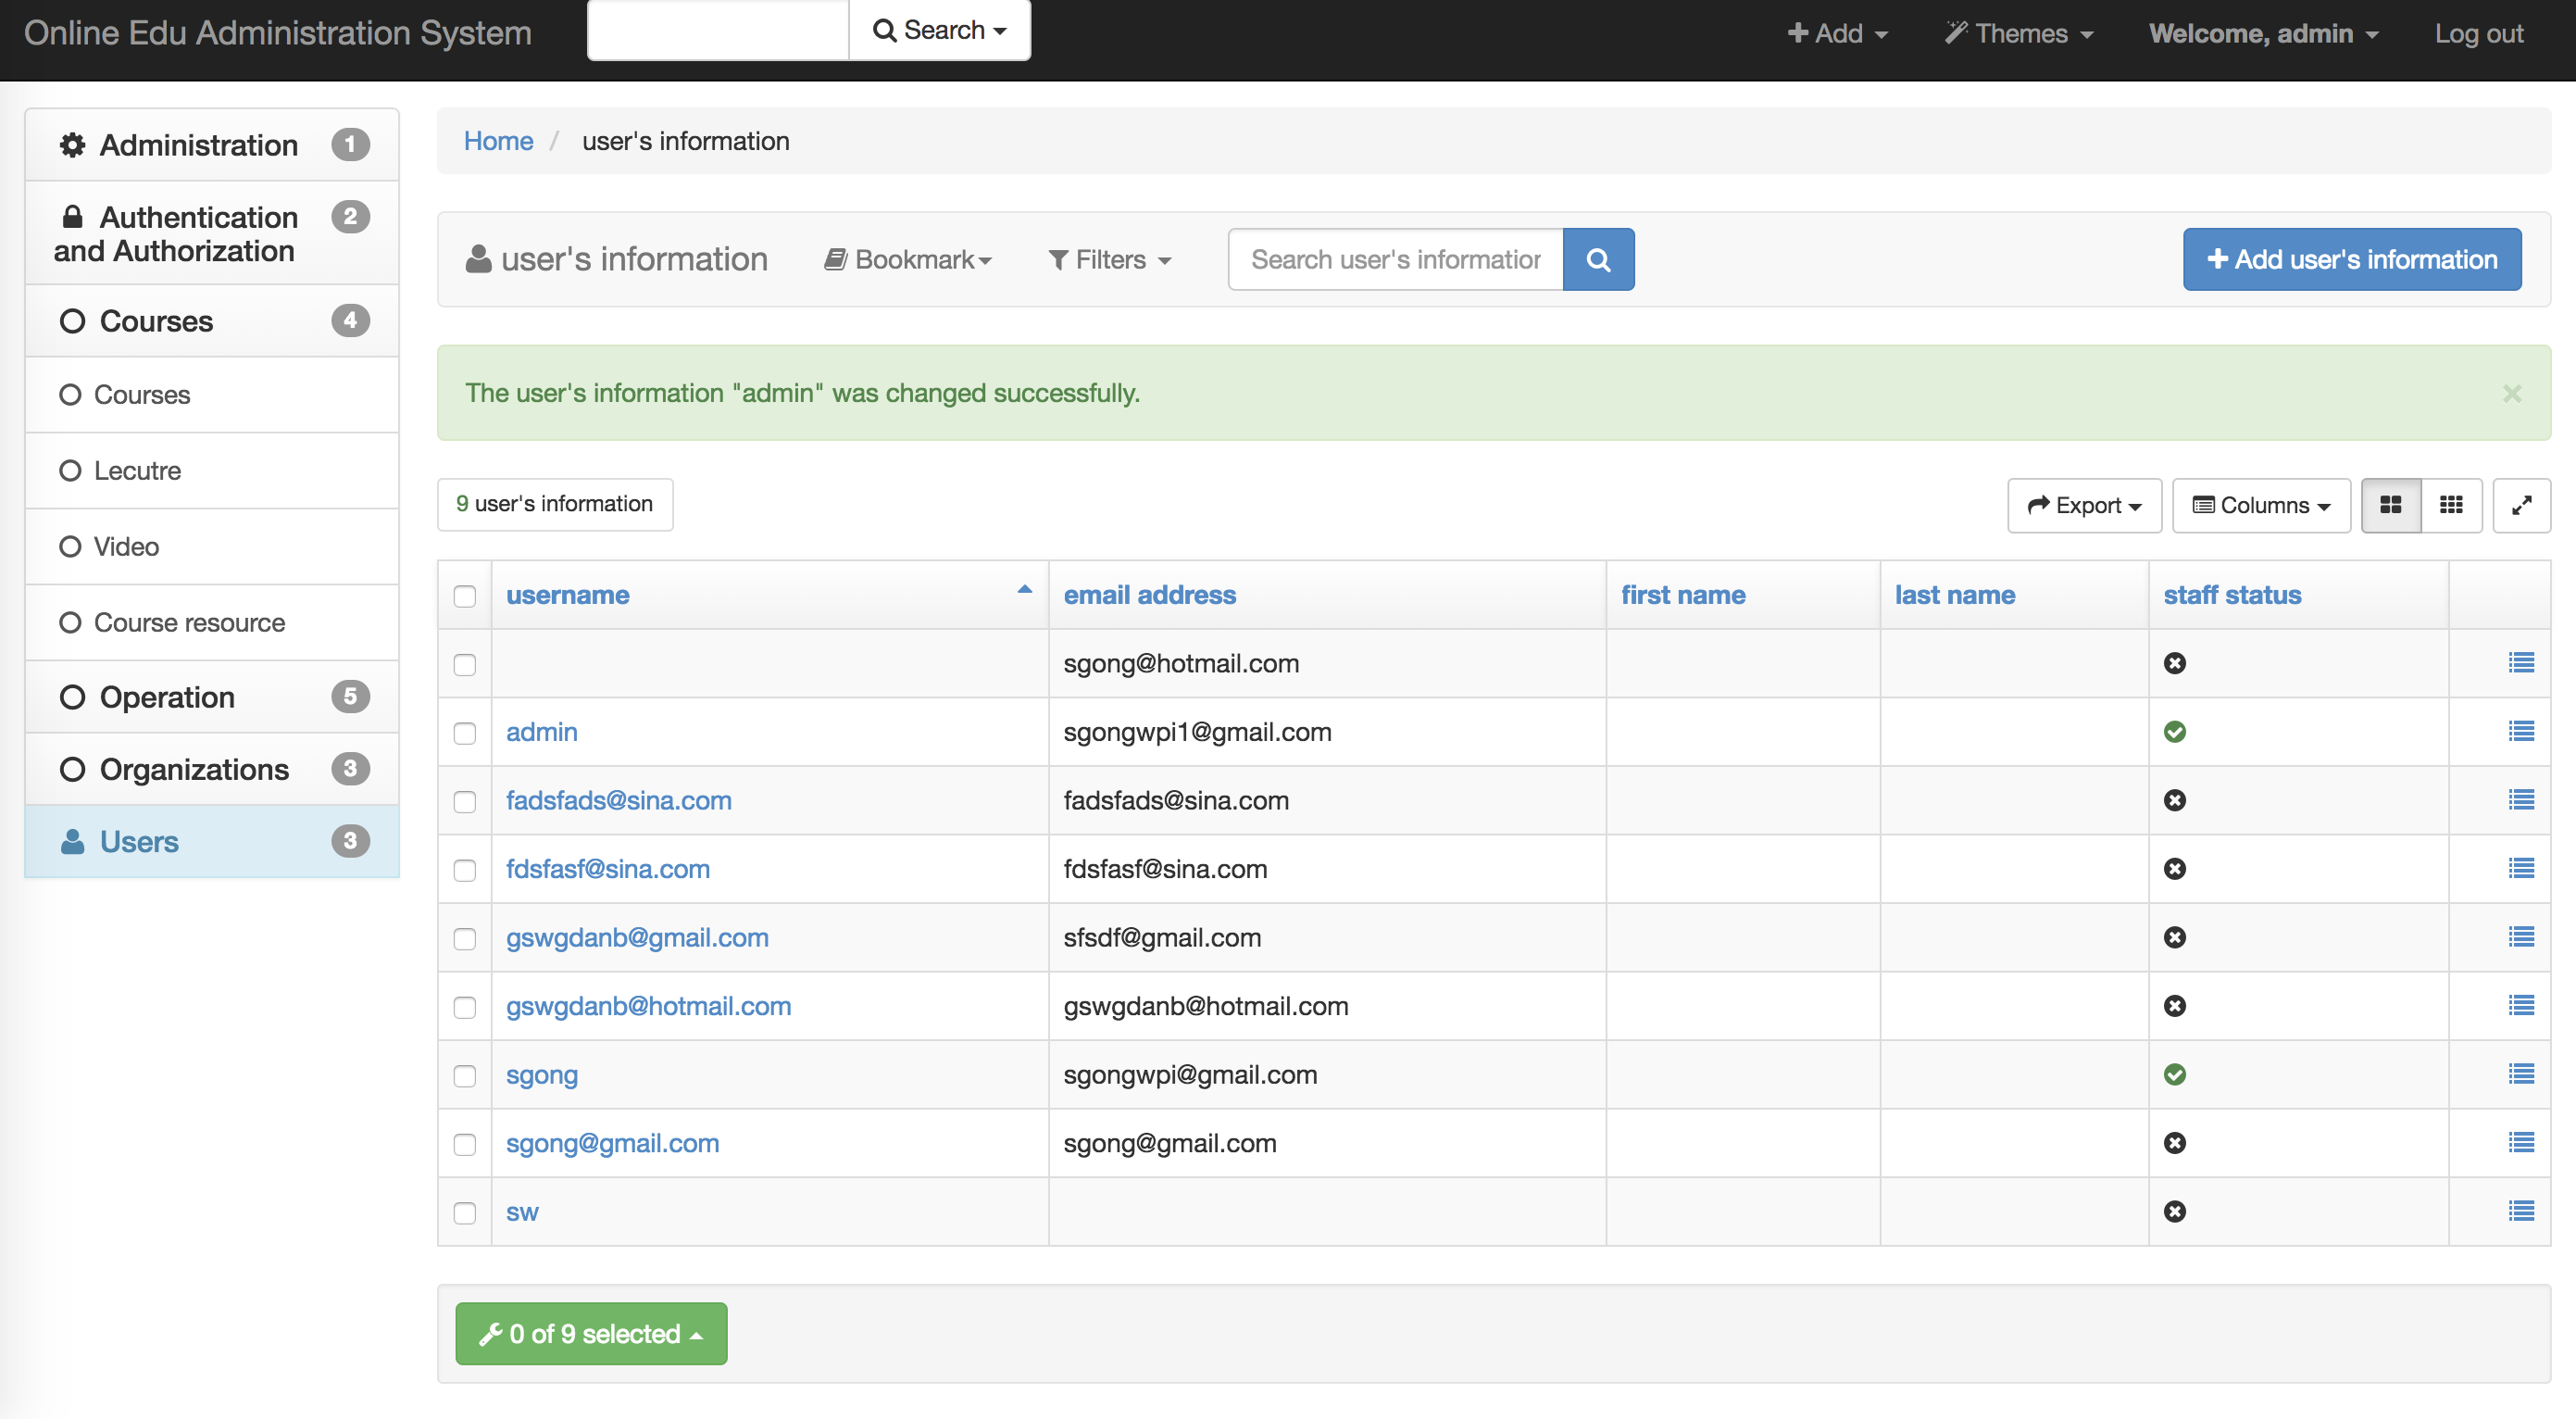 Online Edu Administration System
Search
Add
Themes
Welcome, admin
Log out
Administration 1
Authentication 2
and Authorization
Courses 4
Courses
Lecutre
Video
Course resource
Operation 5
Organizations 3
Users 3
Home / user's information
user's information
Bookmark
Filters
Search user's information
Add user's information
The user's information "admin" was changed successfully.
×
9 user's information
Export
Columns
username email address first name last name staff status
sgong@hotmail.com
admin sgongwpi1@gmail.com
fadsfads@sina.com fadsfads@sina.com
fdsfasf@sina.com fdsfasf@sina.com
gswgdanb@gmail.com sfsdf@gmail.com
gswgdanb@hotmail.com gswgdanb@hotmail.com
sgong sgongwpi@gmail.com
sgong@gmail.com sgong@gmail.com
sw
0 of 9 selected